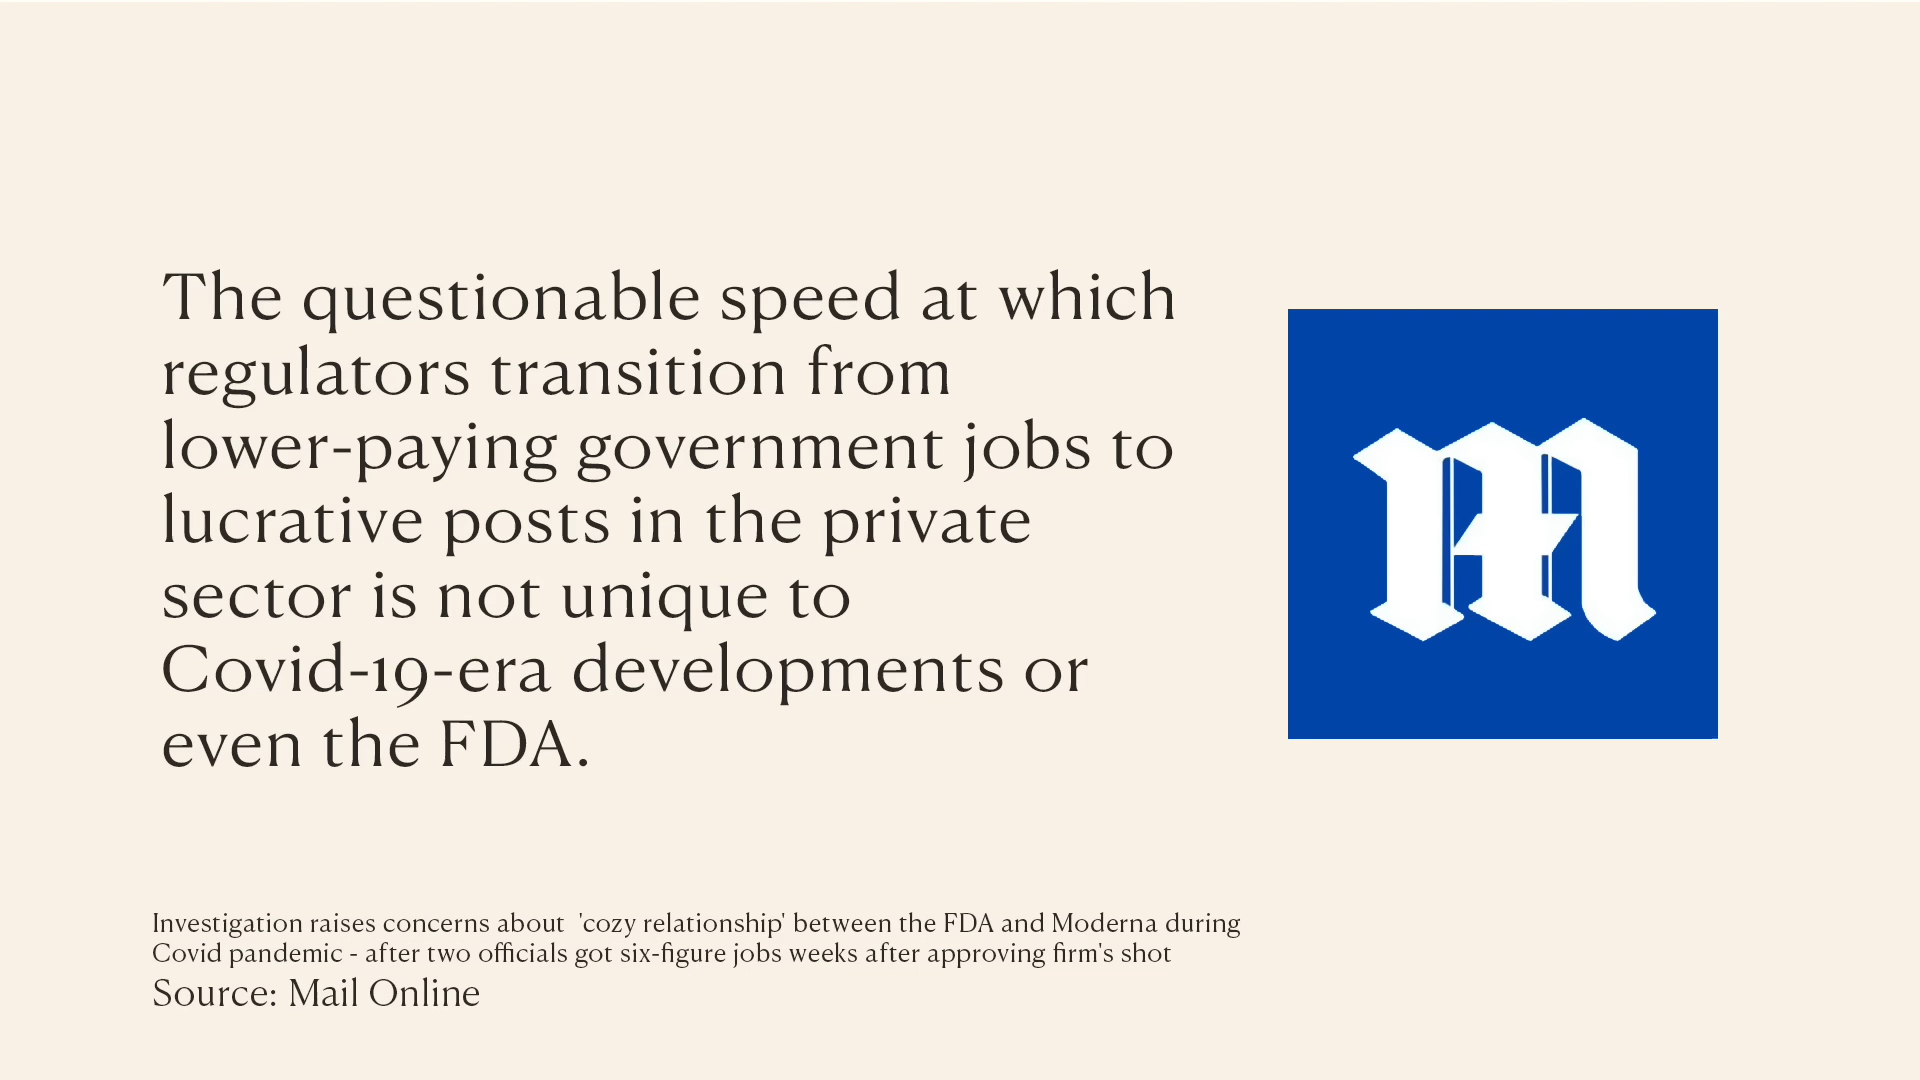 The questionable speed at which
regulators transition from
lower-paying government jobs to
lucrative posts in the private
sector is not unique to
Covid-19-era developments or
even the FDA.
m
Investigation raises concerns about  'cozy relationship' between the FDA and Moderna during
Covid pandemic - after two officials got six-figure jobs weeks after approving firm's shot
Source: Mail Online